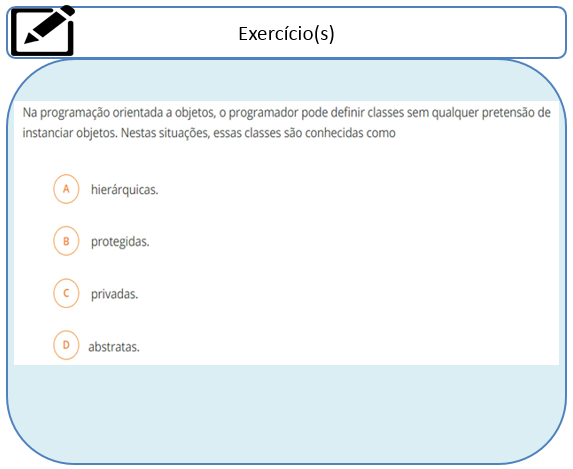 Exercício(s)
Na programação orientada a objetos, o programador pode definir classes sem qualquer pretensão de
instanciar objetos. Nestas situações, essas classes são conhecidas como
A hierárquicas.
B protegidas.
C privadas.
D abstratas.